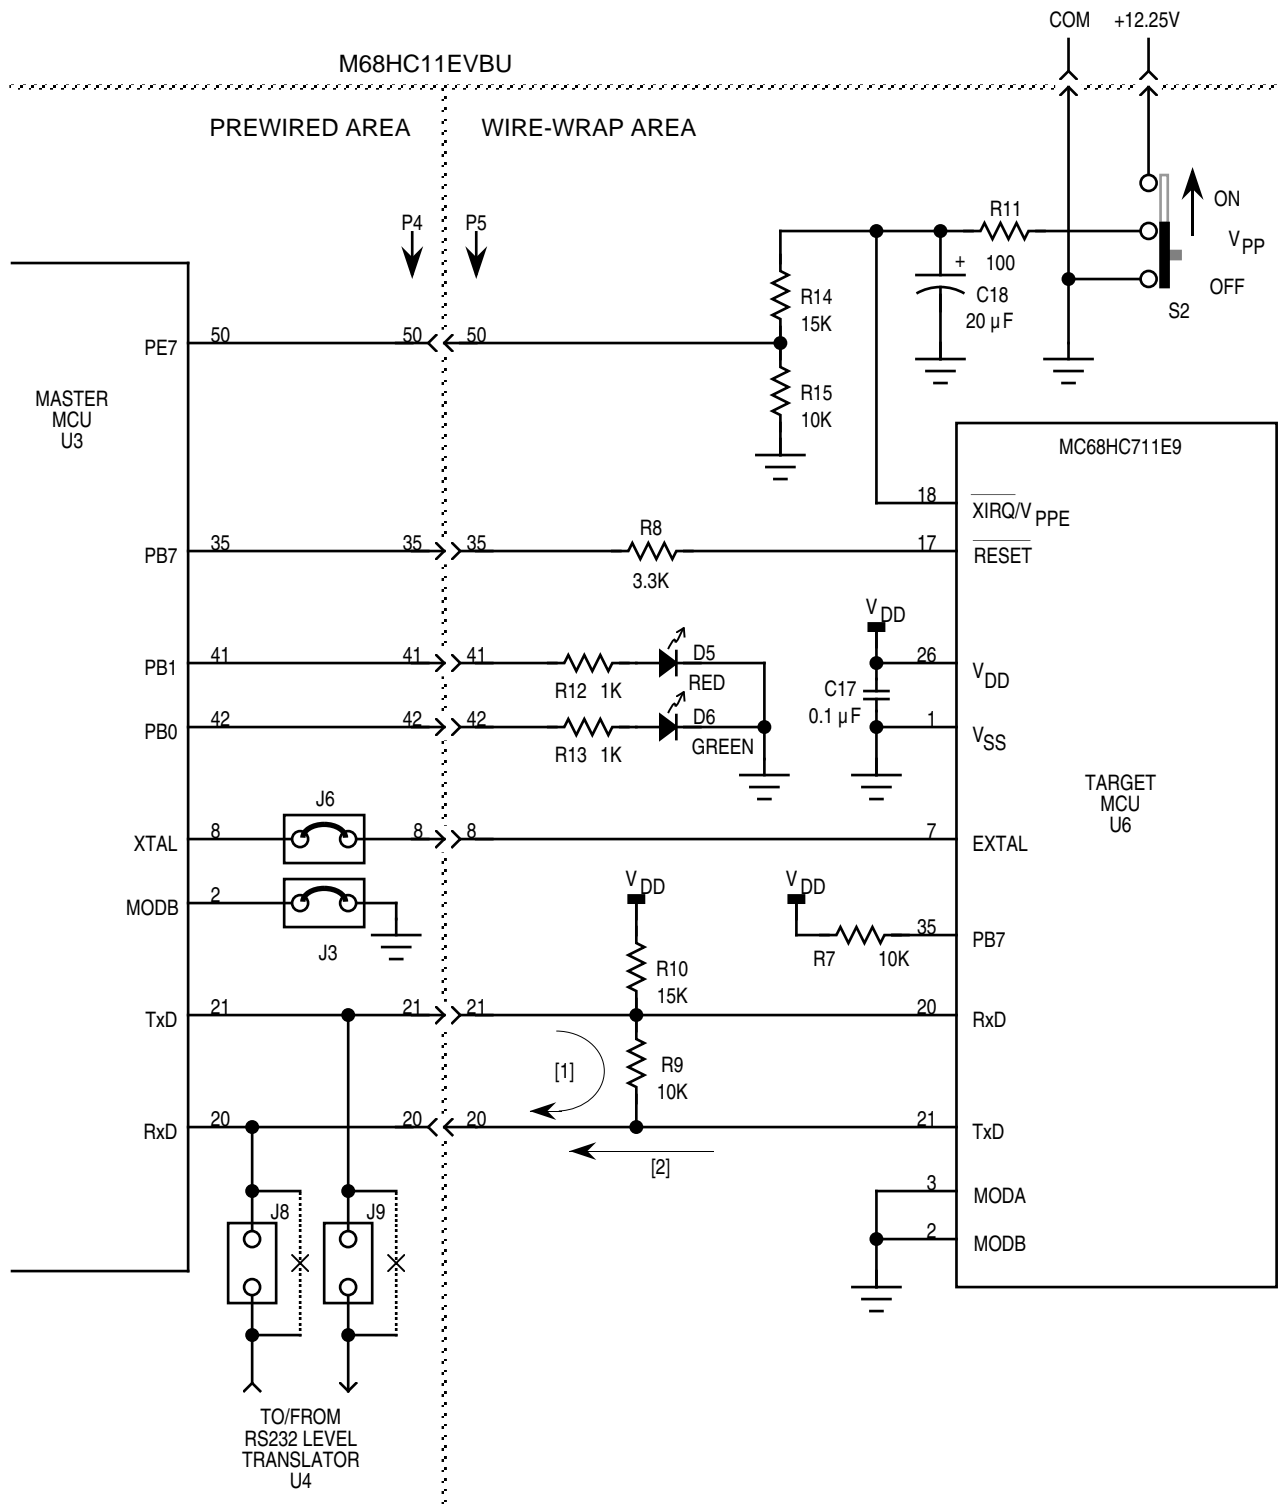 COM +12.25V
M68HC11EVBU
PREWIRED AREA WIRE-WRAP AREA
ON
R11
P4 P5
VPP
+ 100
OFF
C18
R14
S2
20 µF
15K
50 50 50
PE7
R15
MASTER
10K
MCU
U3
MC68HC711E9
18
XIRQ/VPPE
R8
35 35 35 17
PB7 RESET
3.3K
VDD
D5
41 41 41 26
PB1 VDD
RED
R12 1K
C17
D6
0.1 µF
42 42 42 1
PB0 VSS
GREEN
R13 1K
TARGET
J6
MCU
U6
8 8 8 7
XTAL EXTAL
VDD VDD
2
MODB
35
PB7
J3
R7 10K
R10
15K
21 21 21 20
TxD RxD
R9
[1]
10K
20 20 20 21
RxD TxD
[2]
3
MODA
J8 J9
2
MODB
TO/FROM
RS232 LEVEL
TRANSLATOR
U4